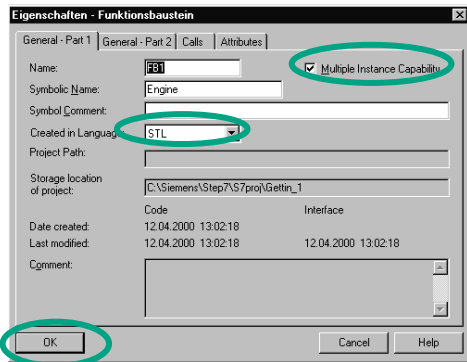 Eigenschaften - Funktionsbaustein
General - Part 1 General - Part 2 Calls Attributes
Name: FB1 Multiple Instance Capability
Symbolic Name: Engine
Symbol Comment:
Created in Language: STL
Project Path:
Storage location
of project: C:\Siemens\Step7\S7proj\Gettin_1
Code Interface
Date created: 12.04.2000 13:02:18
Last modified: 12.04.2000 13:02:18 12.04.2000 13:02:18
Comment:
OK Cancel Help